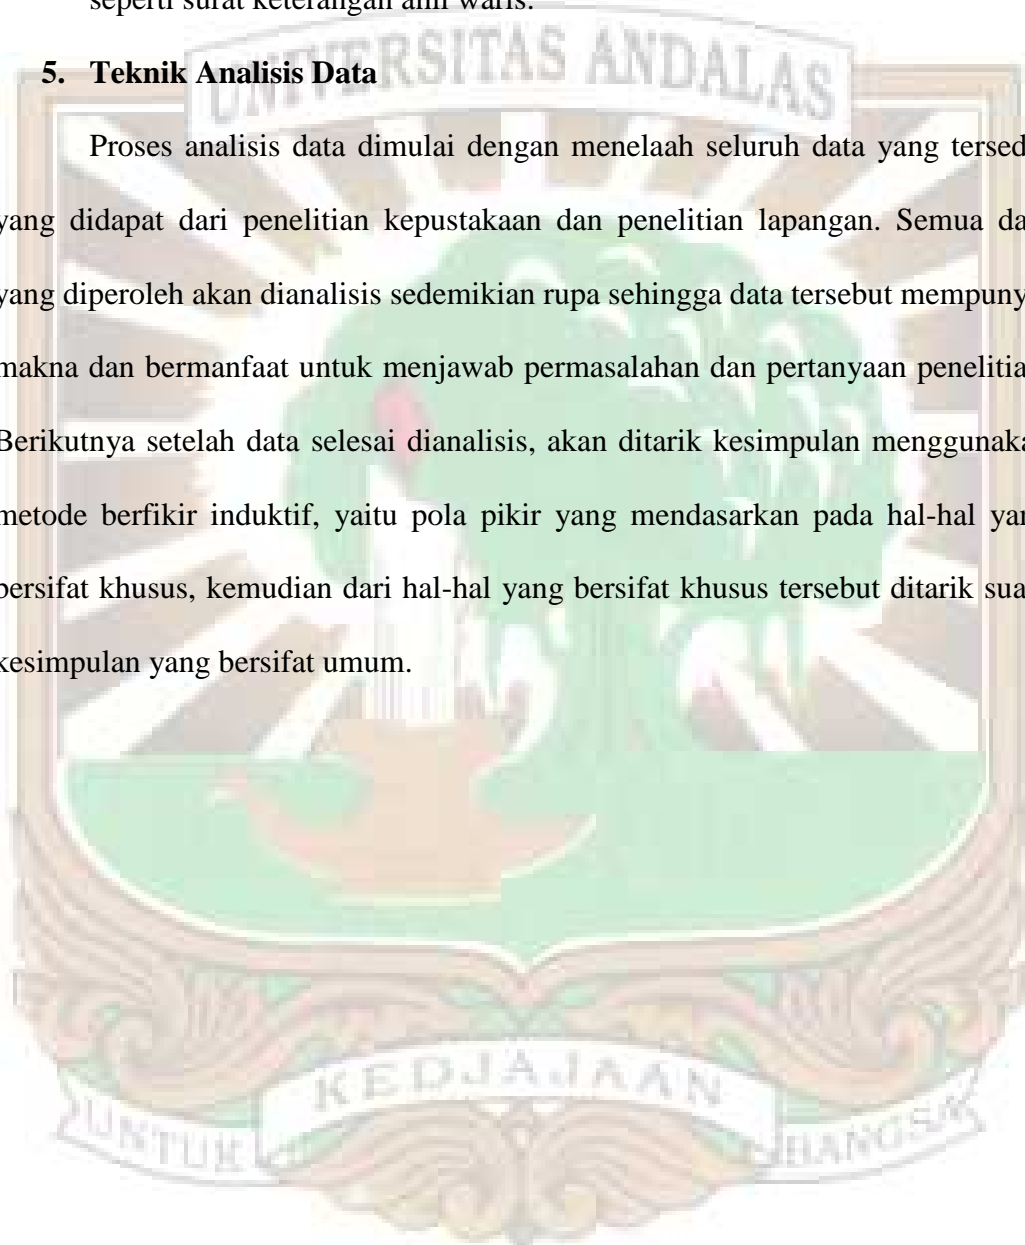 seperti surat keterangan ahli waris.
UNIVERSITAS ANDALAS
5. Teknik Analisis Data
Proses analisis data dimulai dengan menelaah seluruh data yang tersed
yang didapat dari penelitian kepustakaan dan penelitian lapangan. Semua da
yang diperoleh akan dianalisis sedemikian rupa sehingga data tersebut mempuny
makna dan bermanfaat untuk menjawab permasalahan dan pertanyaan penelitia
Berikutnya setelah data selesai dianalisis, akan ditarik kesimpulan menggunaka
metode berfikir induktif, yaitu pola pikir yang mendasarkan pada hal-hal yan
bersifat khusus, kemudian dari hal-hal yang bersifat khusus tersebut ditarik sua
kesimpulan yang bersifat umum.
KEDJAJAAN
UNTUK BANGSA